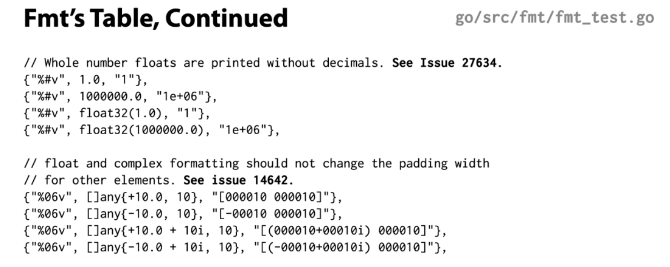 Fmt's Table, Continued
go/src/fmt/fmt_test.go
// Whole number floats are printed without decimals. See Issue 27634.
{"%#v", 1.0, "1"},
{"%#v", 1000000.0, "1e+06"},
{"%#v", float32(1.0), "1"},
{"%#v", float32(1000000.0), "1e+06"},
// float and complex formatting should not change the padding width
// for other elements. See issue 14642.
{"%06v", []any{+10.0, 10}, "[000010 000010]"},
{"%06v", []any{-10.0, 10}, "[-00010 000010]"},
{"%06v", []any{+10.0 + 10i, 10}, "[(000010+00010i) 000010]"},
{"%06v", []any{-10.0 + 10i, 10}, "[(-00010+00010i) 000010]"},